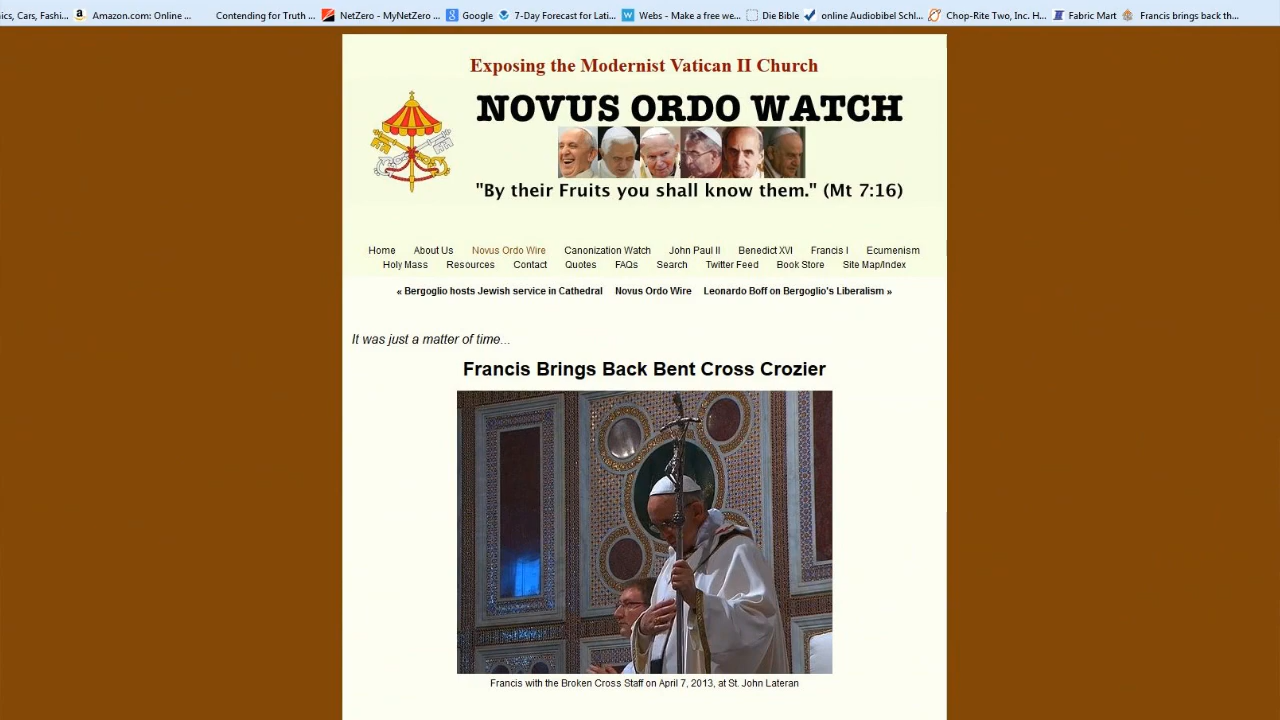 ics, Cars, Fashi... Amazon.com: Online ... Contending for Truth ... NetZero - MyNetZero ... Google 7-Day Forecast for Lati... Webs - Make a free we... Die Bible online Audiobibel Schl... Chop-Rite Two, Inc. H... Fabric Mart Francis brings back th...
Exposing the Modernist Vatican II Church
NOVUS ORDO WATCH
"By their Fruits you shall know them." (Mt 7:16)
Home About Us Novus Ordo Wire Canonization Watch John Paul II Benedict XVI Francis I Ecumenism
Holy Mass Resources Contact Quotes FAQs Search Twitter Feed Book Store Site Map/Index
« Bergoglio hosts Jewish service in Cathedral Novus Ordo Wire Leonardo Boff on Bergoglio's Liberalism »
It was just a matter of time...
Francis Brings Back Bent Cross Crozier
Francis with the Broken Cross Staff on April 7, 2013, at St. John Lateran